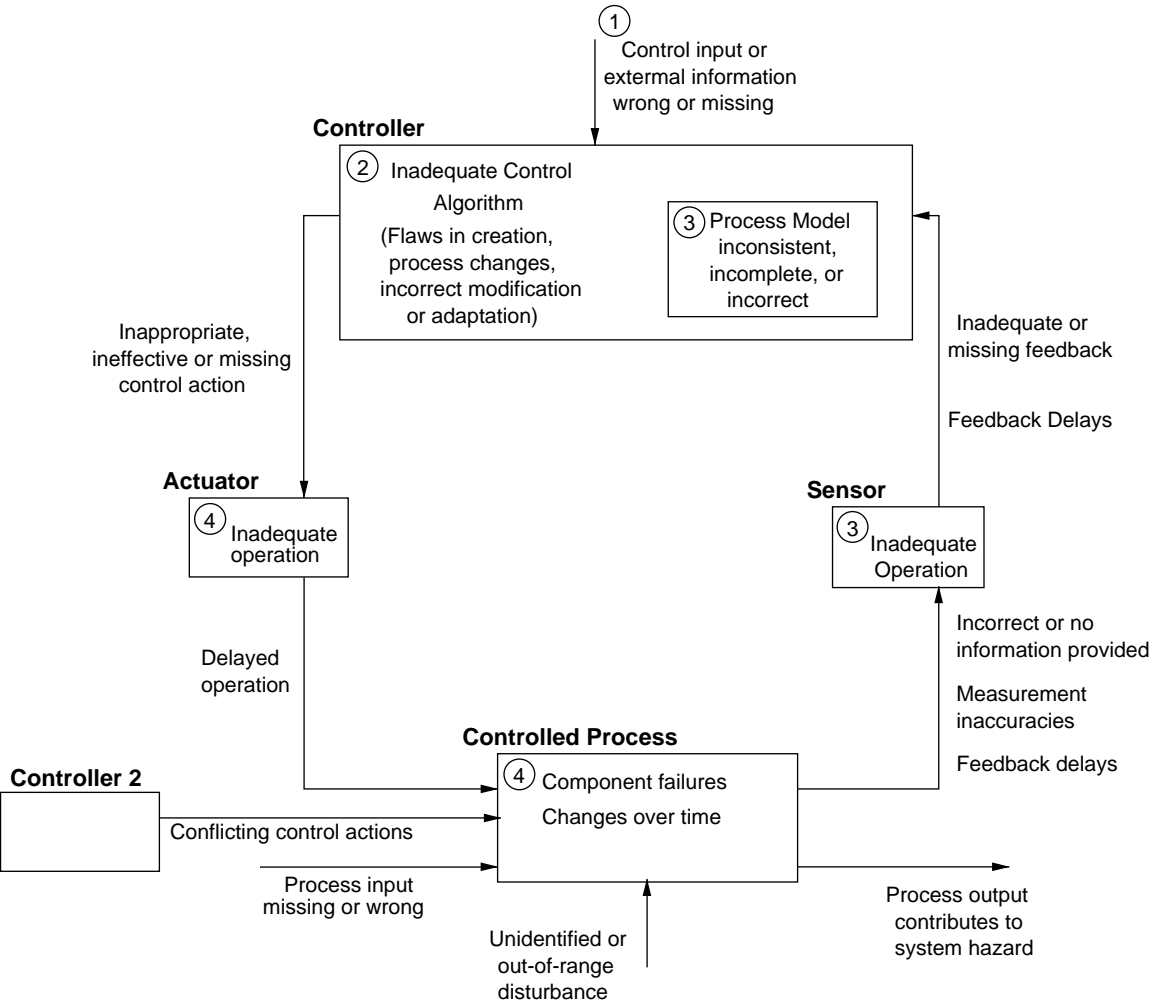 1
Control input or
extermal information
wrong or missing
Controller
2
Inadequate Control
Algorithm
(Flaws in creation,
process changes,
incorrect modification
or adaptation)
3
Process Model
inconsistent,
incomplete, or
incorrect
Inappropriate,
ineffective or missing
control action
Inadequate or
missing feedback
Feedback Delays
Actuator
4
Inadequate
operation
Sensor
3
Inadequate
Operation
Delayed
operation
Incorrect or no
information provided
Measurement
inaccuracies
Feedback delays
Controlled Process
4
Component failures
Changes over time
Controller 2
Conflicting control actions
Process input
missing or wrong
Unidentified or
out-of-range
disturbance
Process output
contributes to
system hazard